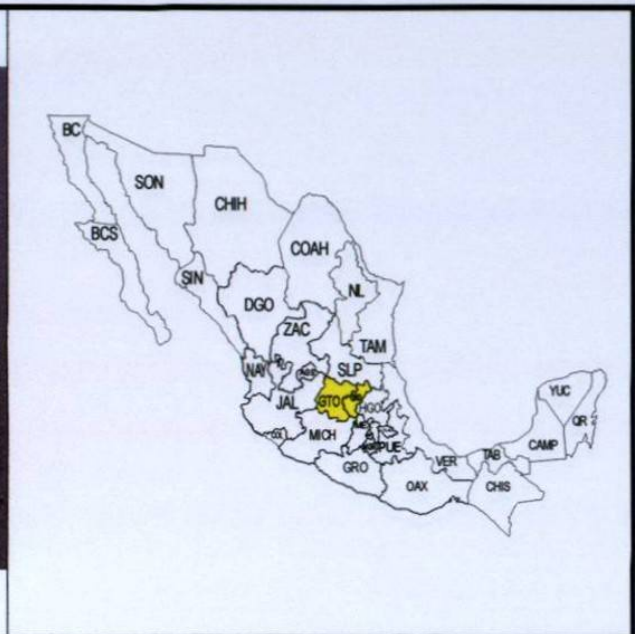 BC
SON
CHIH
BCS
COAH
SIN
NL
DGO
ZAC
TAM
NAY
SLP
YUC
JAL
GTO
HGO
QR
MICH
CAMP
PUE
VER
TAB
GRO
OAX
CHIS